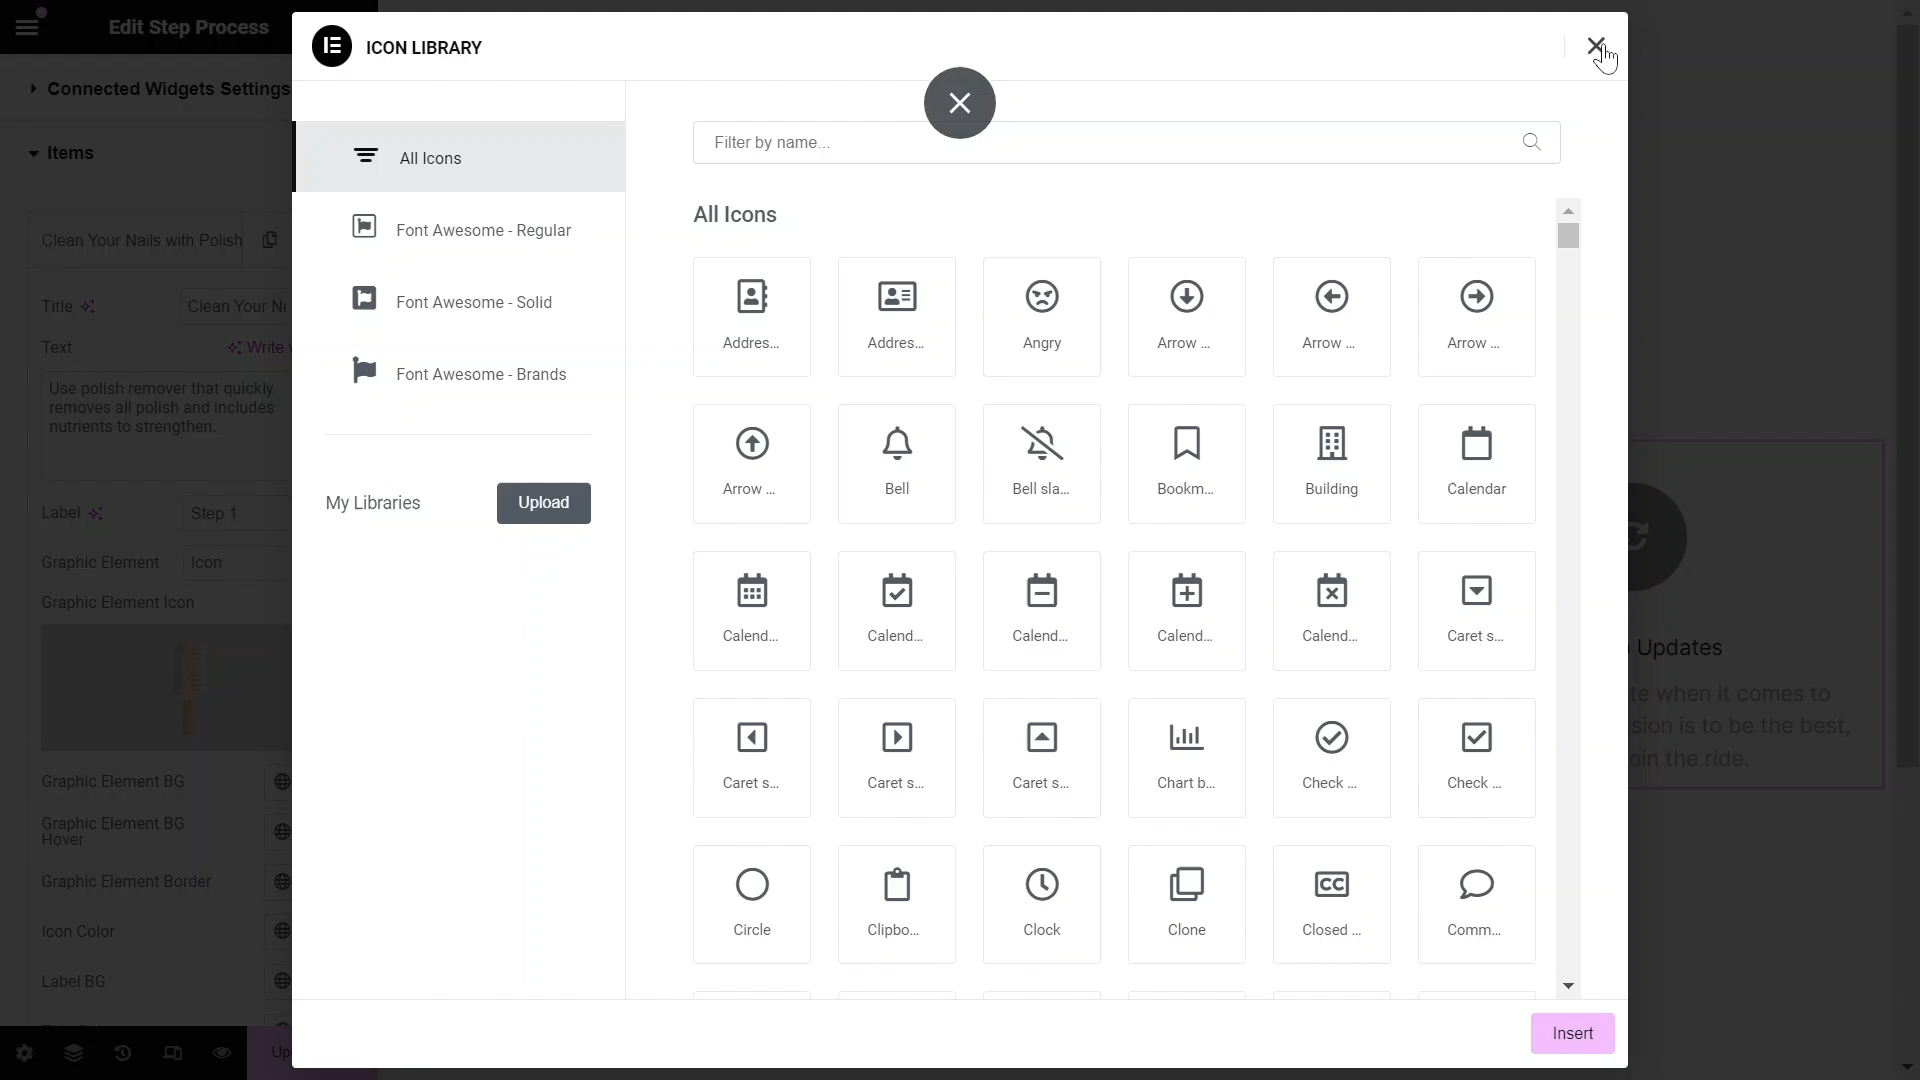 Edit Step Process
ICON LIBRARY
Connected Widgets Settings
Items
Clean Your Nails with Polish
Title
Clean Your
Text
Write
Use polish remover that quickly
removes all polish and includes
nutrients to strengthen.
Label
Step 1
Graphic Element
Icon
Graphic Element Icon
Graphic Element BG
Graphic Element BG
Hover
Graphic Element Border
Icon Color
Label BG
All Icons
Font Awesome - Regular
Font Awesome - Solid
Font Awesome - Brands
My Libraries
Upload
Filter by name...
All Icons
Addres...
Addres...
Angry
Arrow ...
Arrow ...
Arrow ...
Arrow ...
Bell
Bell sla...
Bookm...
Building
Calendar
Calend...
Calend...
Calend...
Calend...
Calend...
Caret s...
Caret s...
Caret s...
Caret s...
Chart b...
Check ...
Check ...
Circle
Clipbo...
Clock
Clone
Closed ...
Comm...
Insert
Updates
when it comes to
is to be the best,
the ride.